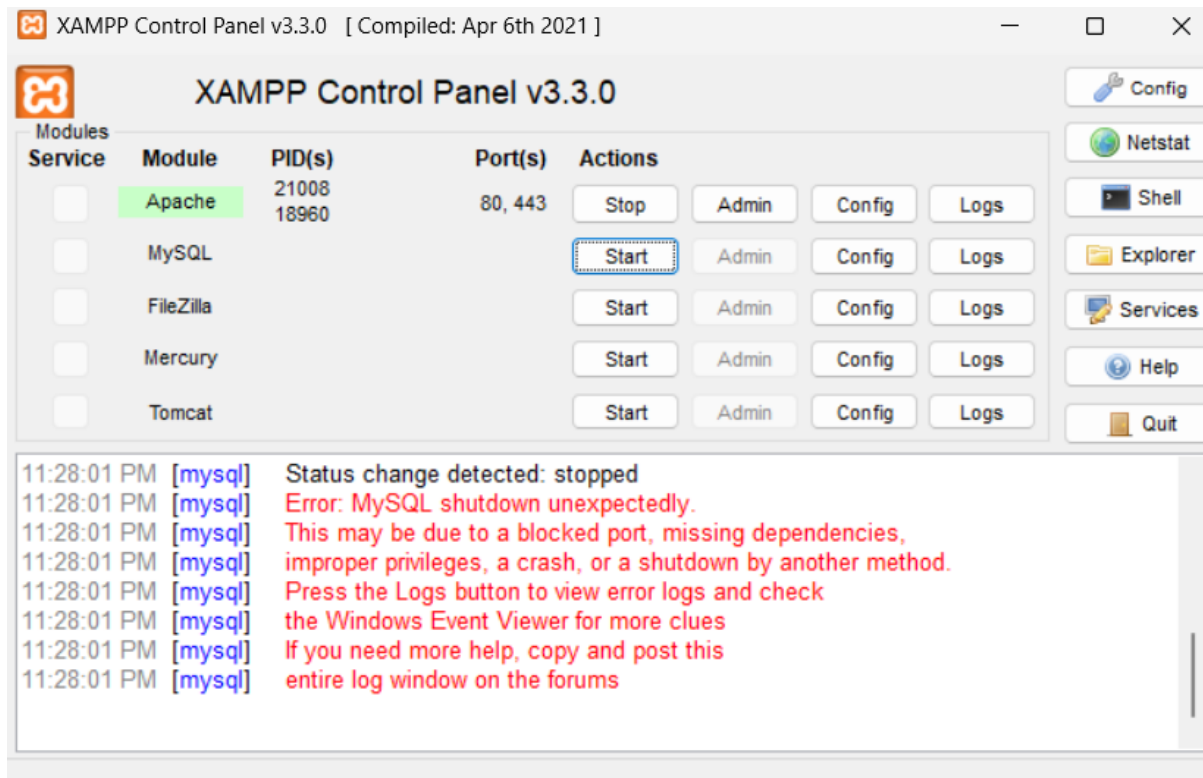 XAMPP Control Panel v3.3.0 [ Compiled: Apr 6th 2021 ]
XAMPP Control Panel v3.3.0
Config
Netstat
Shell
Explorer
Services
Help
Quit
Modules
Service Module PID(s) Port(s) Actions
Apache 21008 18960 80, 443 Stop Admin Config Logs
MySQL Start Admin Config Logs
FileZilla Start Admin Config Logs
Mercury Start Admin Config Logs
Tomcat Start Admin Config Logs
11:28:01 PM [mysql] Status change detected: stopped
11:28:01 PM [mysql] Error: MySQL shutdown unexpectedly.
11:28:01 PM [mysql] This may be due to a blocked port, missing dependencies,
11:28:01 PM [mysql] improper privileges, a crash, or a shutdown by another method.
11:28:01 PM [mysql] Press the Logs button to view error logs and check
11:28:01 PM [mysql] the Windows Event Viewer for more clues
11:28:01 PM [mysql] If you need more help, copy and post this
11:28:01 PM [mysql] entire log window on the forums